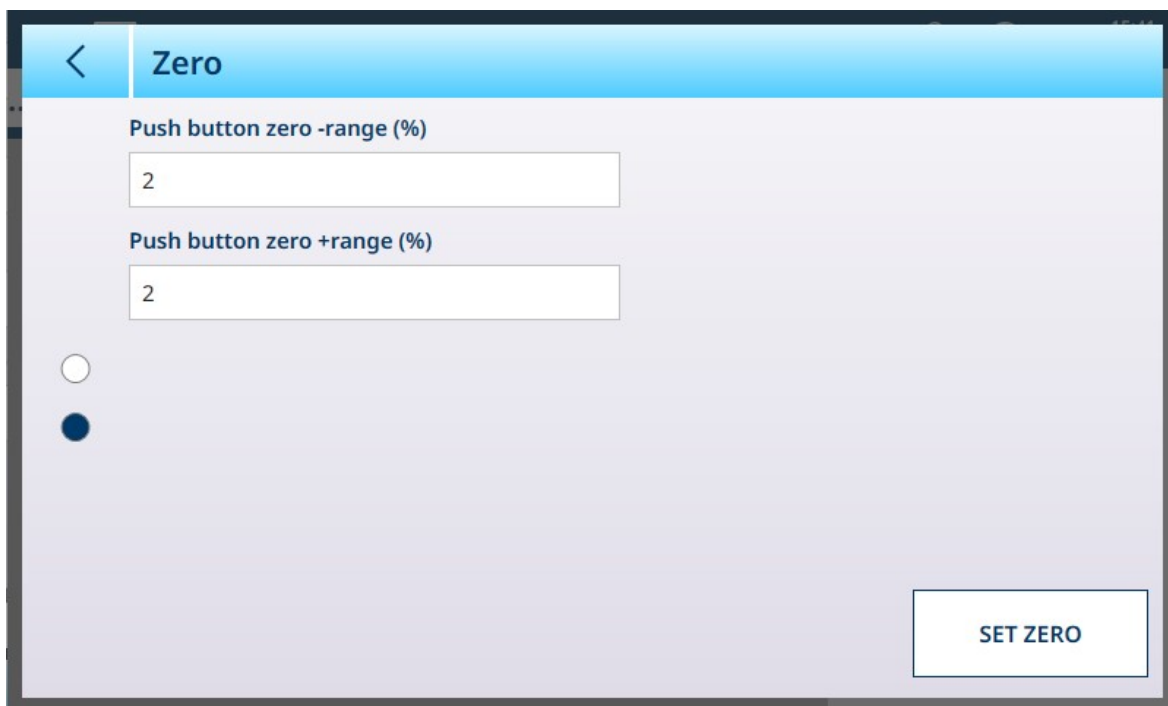 Zero
Push button zero -range (%)
2
Push button zero +range (%)
2
SET ZERO